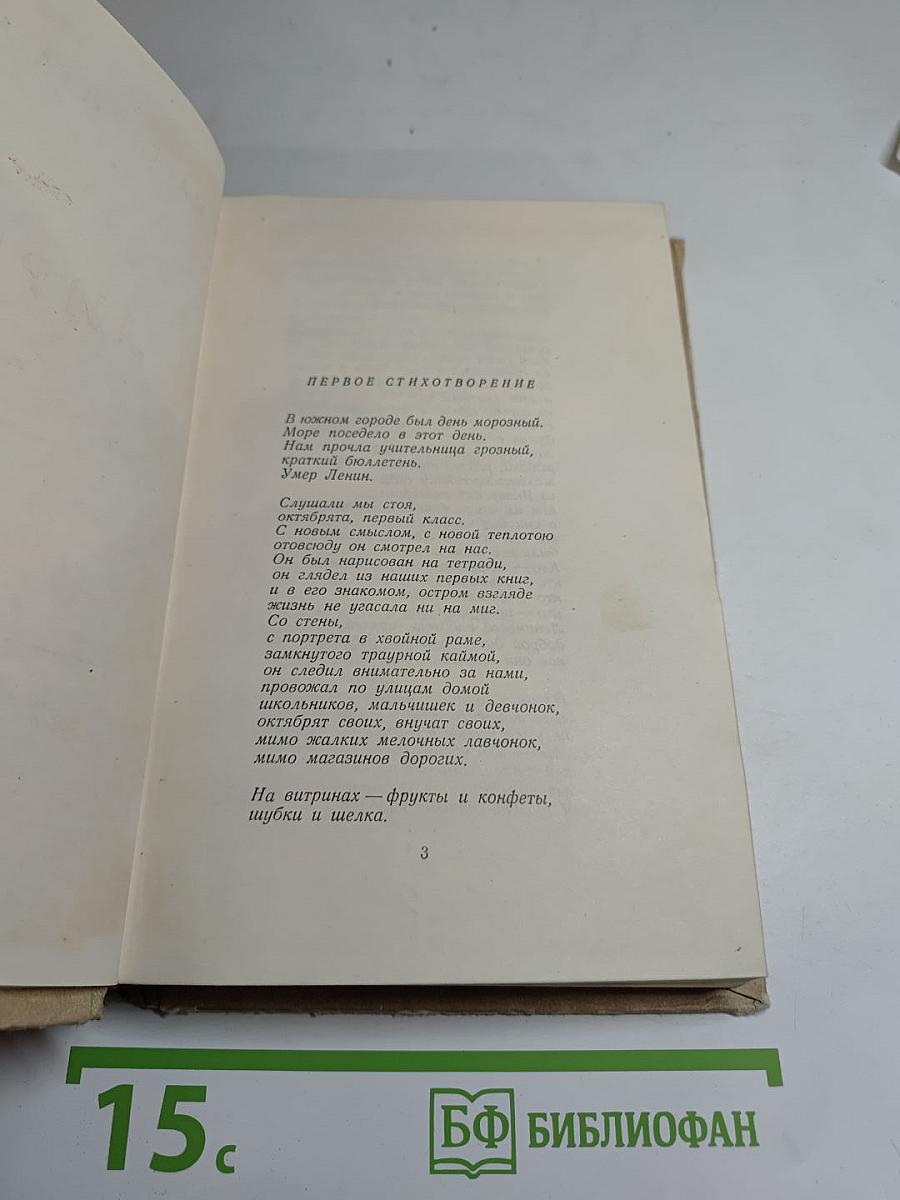 ПЕРВОЕ СТИХОТВОРЕНИЕ
В южном городе был день морозный.
Море поседело в этот день.
Нам прочла учительница грозный,
краткий бюллетень.
Умер Ленин.
Слушали мы стоя,
октябрята, первый класс.
С новым смыслом, с новой теплотою
отовсюду он смотрел на нас.
Он был нарисован на тетради,
он глядел из наших первых книг,
и в его знакомом, остром взгляде
жизнь не угасала ни на миг.
Со стены,
с портрета в хвойной раме,
замкнутого траурной каймой,
он следил внимательно за нами,
провожал по улицам домой
школьников, мальчишек и девчонок,
октябрят своих, внучат своих,
мимо жалких мелочных лавчонок,
мимо магазинов дорогих.
На витринах — фрукты и конфеты,
шубки и шелка.
3
15 с
БФ БИБЛИОФАН